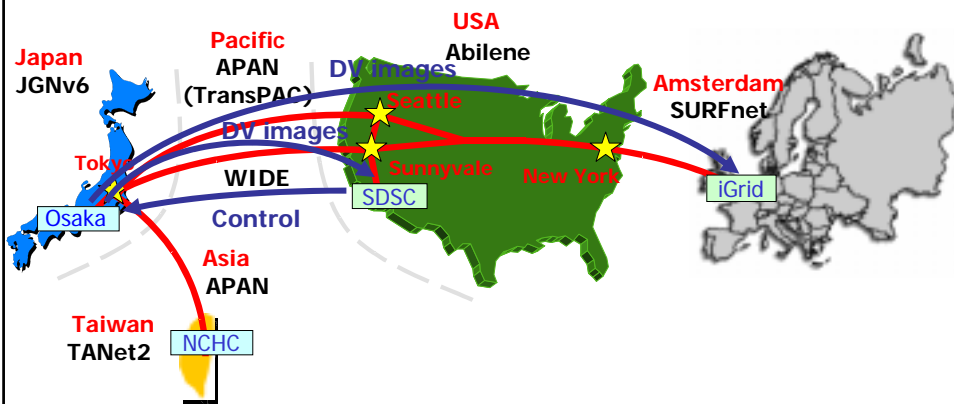 Japan
JGNv6
Pacific
APAN
(TransPAC)
USA
Abilene
DV images
Seattle
Amsterdam
SURFnet
DV images
Tokyo
Sunnyvale
New York
WIDE
Osaka
SDSC
iGrid
Control
Asia
APAN
Taiwan
TANet2
NCHC